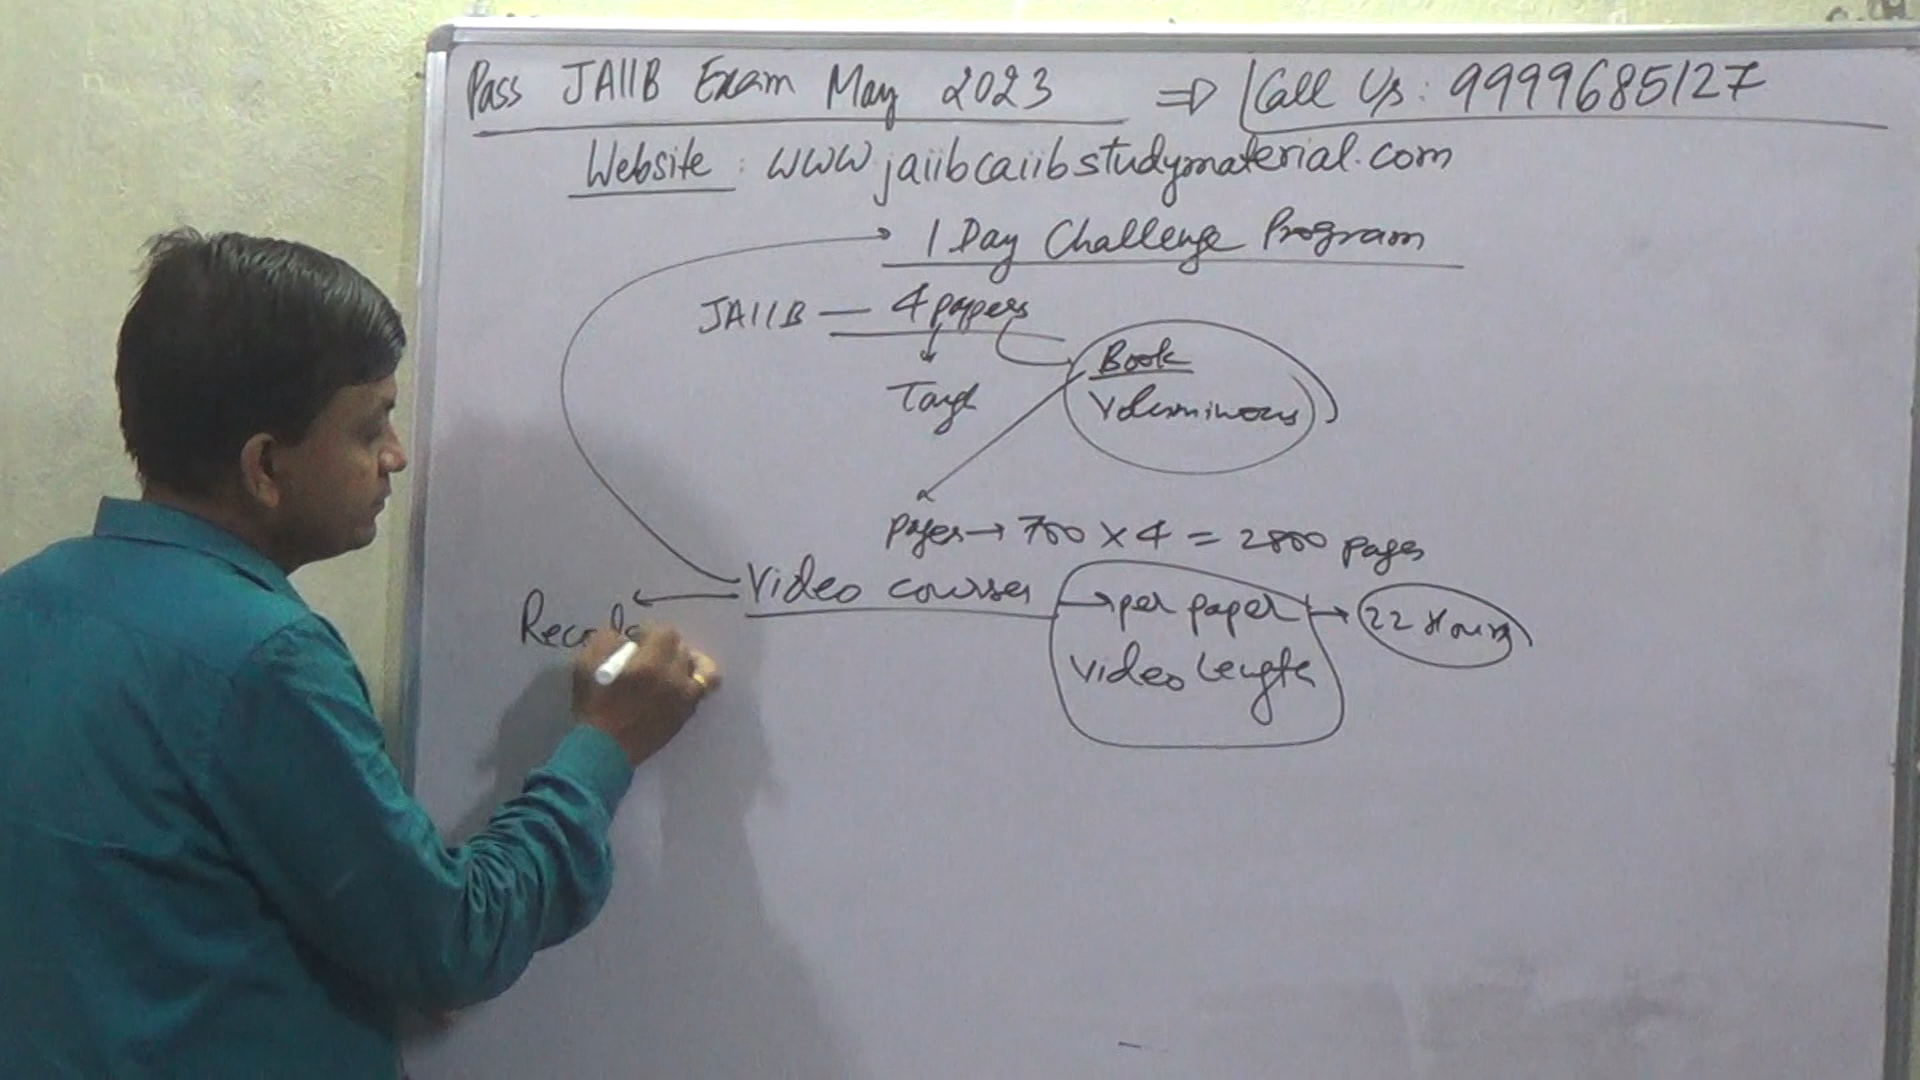 Pass JAIIB Exam May 2023 ⇒ Call Us: 9999685127
Website: www jaiibcaiibstudymaterial.com
1 Day Challenge Program
JAIIB — 4 papers
Book
Voluminous
pages → 700 × 4 = 2800 pages
Video courses → per paper → 22 Hours
video length